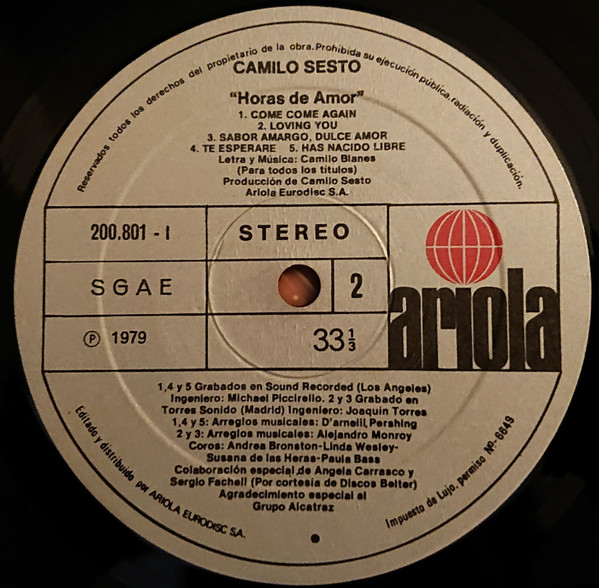 Reservados todos los derechos del propietario de la obra. Prohibida su ejecución pública, radiación y duplicación.
CAMILO SESTO
"Horas de Amor"
1. COME COME AGAIN
2. LOVING YOU
3. SABOR AMARGO, DULCE AMOR
4. TE ESPERARE 5. HAS NACIDO LIBRE
Letra y Música: Camilo Blanes
(Para todos los títulos)
Producción de Camilo Sesto
Ariola Eurodisc S.A.
200.801 - I
STEREO
SGAE
2
ariola
℗ 1979
33 1/3
1,4 y 5 Grabados en Sound Recorded (Los Angeles)
Ingeniero: Michael Piccirello. 2 y 3 Grabado en
Torres Sonido (Madrid) Ingeniero: Joaquín Torres
1,4 y 5: Arreglos musicales: D'arneill, Pershing
2 y 3: Arreglos musicales: Alejandro Monroy
Coros: Andrea Bronston-Linda Wesley-
Susana de las Heras-Paula Bass
Colaboración especial de Angela Carrasco y
Sergio Fachell (Por cortesía de Discos Belter)
Agradecimiento especial al
Grupo Alcatraz
Editado y distribuido por ARIOLA EURODISC S.A.
Impuesto de Lujo, permiso Nº-6649